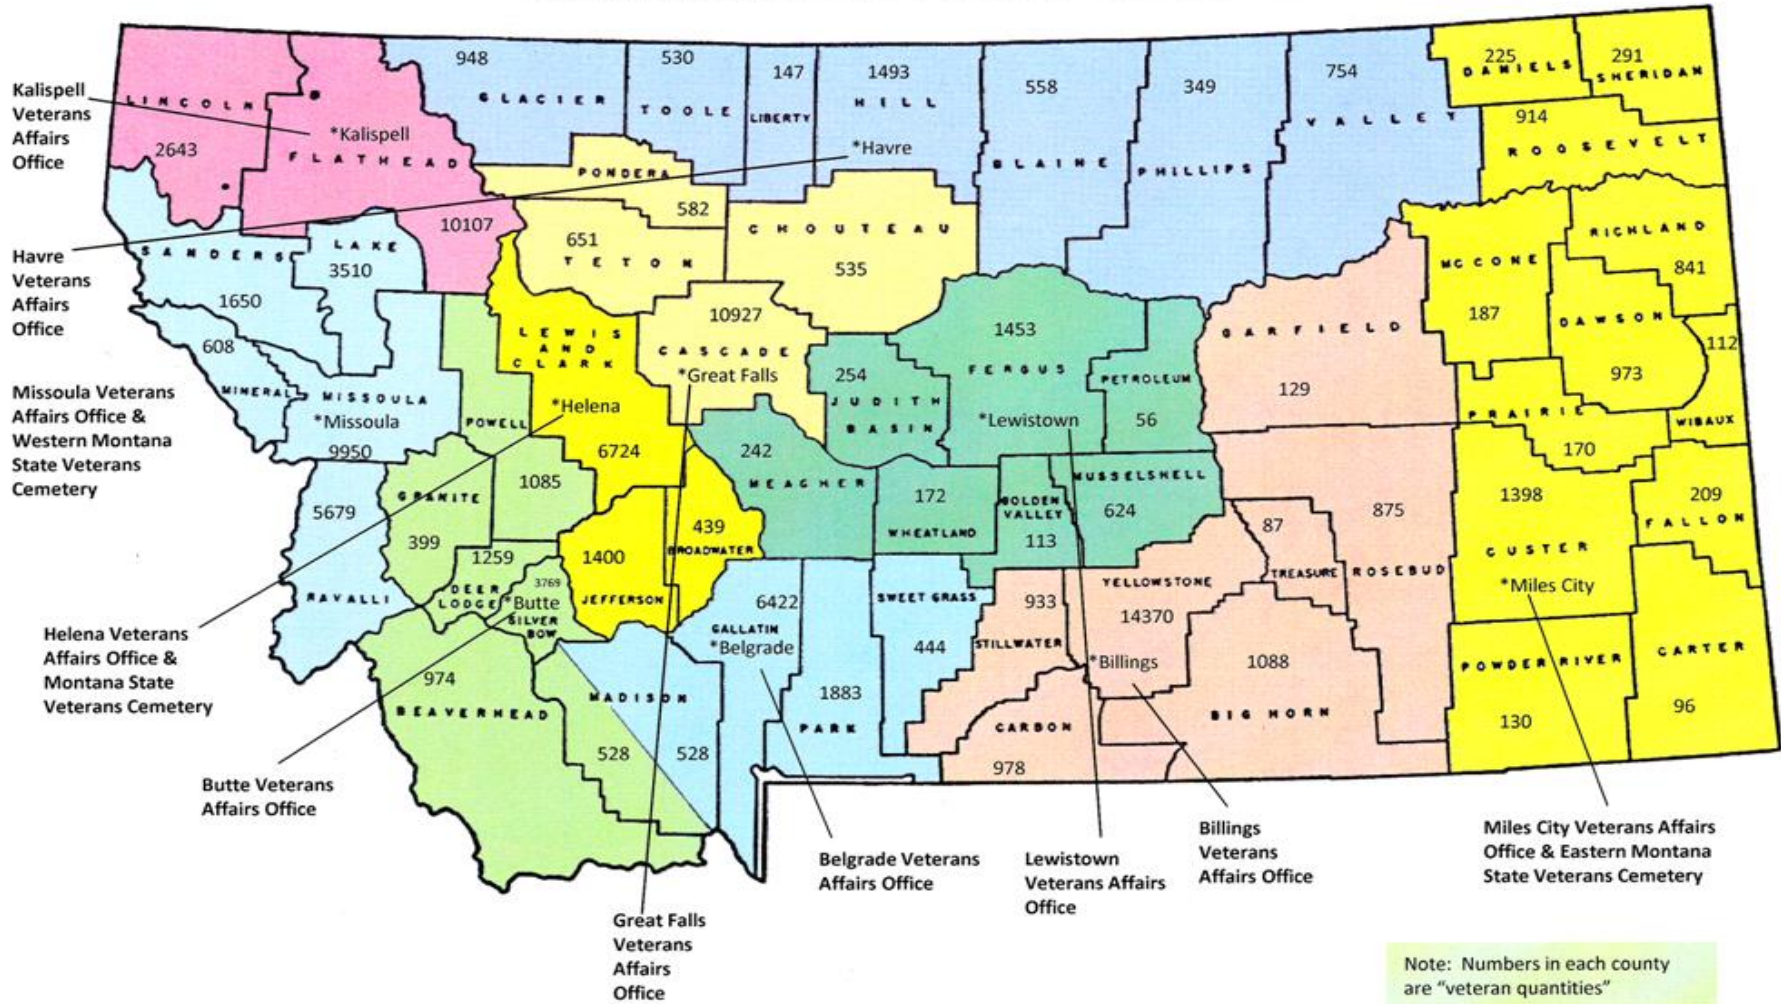 948
530
147
1493
558
349
754
225
DANIELS
291
SHERIDAN
Kalispell
Veterans
Affairs
Office
LINCOLN
2643
*Kalispell
FLATHEAD
10107
GLACIER
TOOLE
LIBERTY
HILL
*Havre
BLAINE
PHILLIPS
VALLEY
914
ROOSEVELT
PONDERA
582
651
TETON
CHOUTEAU
535
Havre
Veterans
Affairs
Office
SANDERS
1650
LAKE
3510
RICHLAND
841
MCCONE
187
DAWSON
973
112
WIBAUX
608
MINERAL
MISSOULA
*Missoula
9950
POWELL
1085
LEWIS
AND
CLARK
*Helena
6724
10927
CASCADE
*Great Falls
254
JUDITH
BASIN
1453
FERGUS
*Lewistown
PETROLEUM
56
GARFIELD
129
PRAIRIE
170
Missoula Veterans
Affairs Office &
Western Montana
State Veterans
Cemetery
242
MEAGHER
172
WHEATLAND
GOLDEN
VALLEY
113
MUSSELSHELL
624
5679
RAVALLI
GRANITE
399
1259
DEER
LODGE
3769
*Butte
SILVER
BOW
1400
JEFFERSON
439
BROADWATER
87
TREASURE
875
ROSEBUD
1398
CUSTER
*Miles City
209
FALLON
6422
GALLATIN
*Belgrade
SWEET GRASS
444
933
STILLWATER
YELLOWSTONE
14370
*Billings
1088
BIG HORN
POWDER RIVER
130
CARTER
96
Helena Veterans
Affairs Office &
Montana State
Veterans Cemetery
974
BEAVERHEAD
MADISON
528
528
1883
PARK
CARBON
978
Butte Veterans
Affairs Office
Great Falls
Veterans
Affairs
Office
Belgrade Veterans
Affairs Office
Lewistown
Veterans Affairs
Office
Billings
Veterans
Affairs Office
Miles City Veterans Affairs
Office & Eastern Montana
State Veterans Cemetery
Note: Numbers in each county
are "veteran quantities"